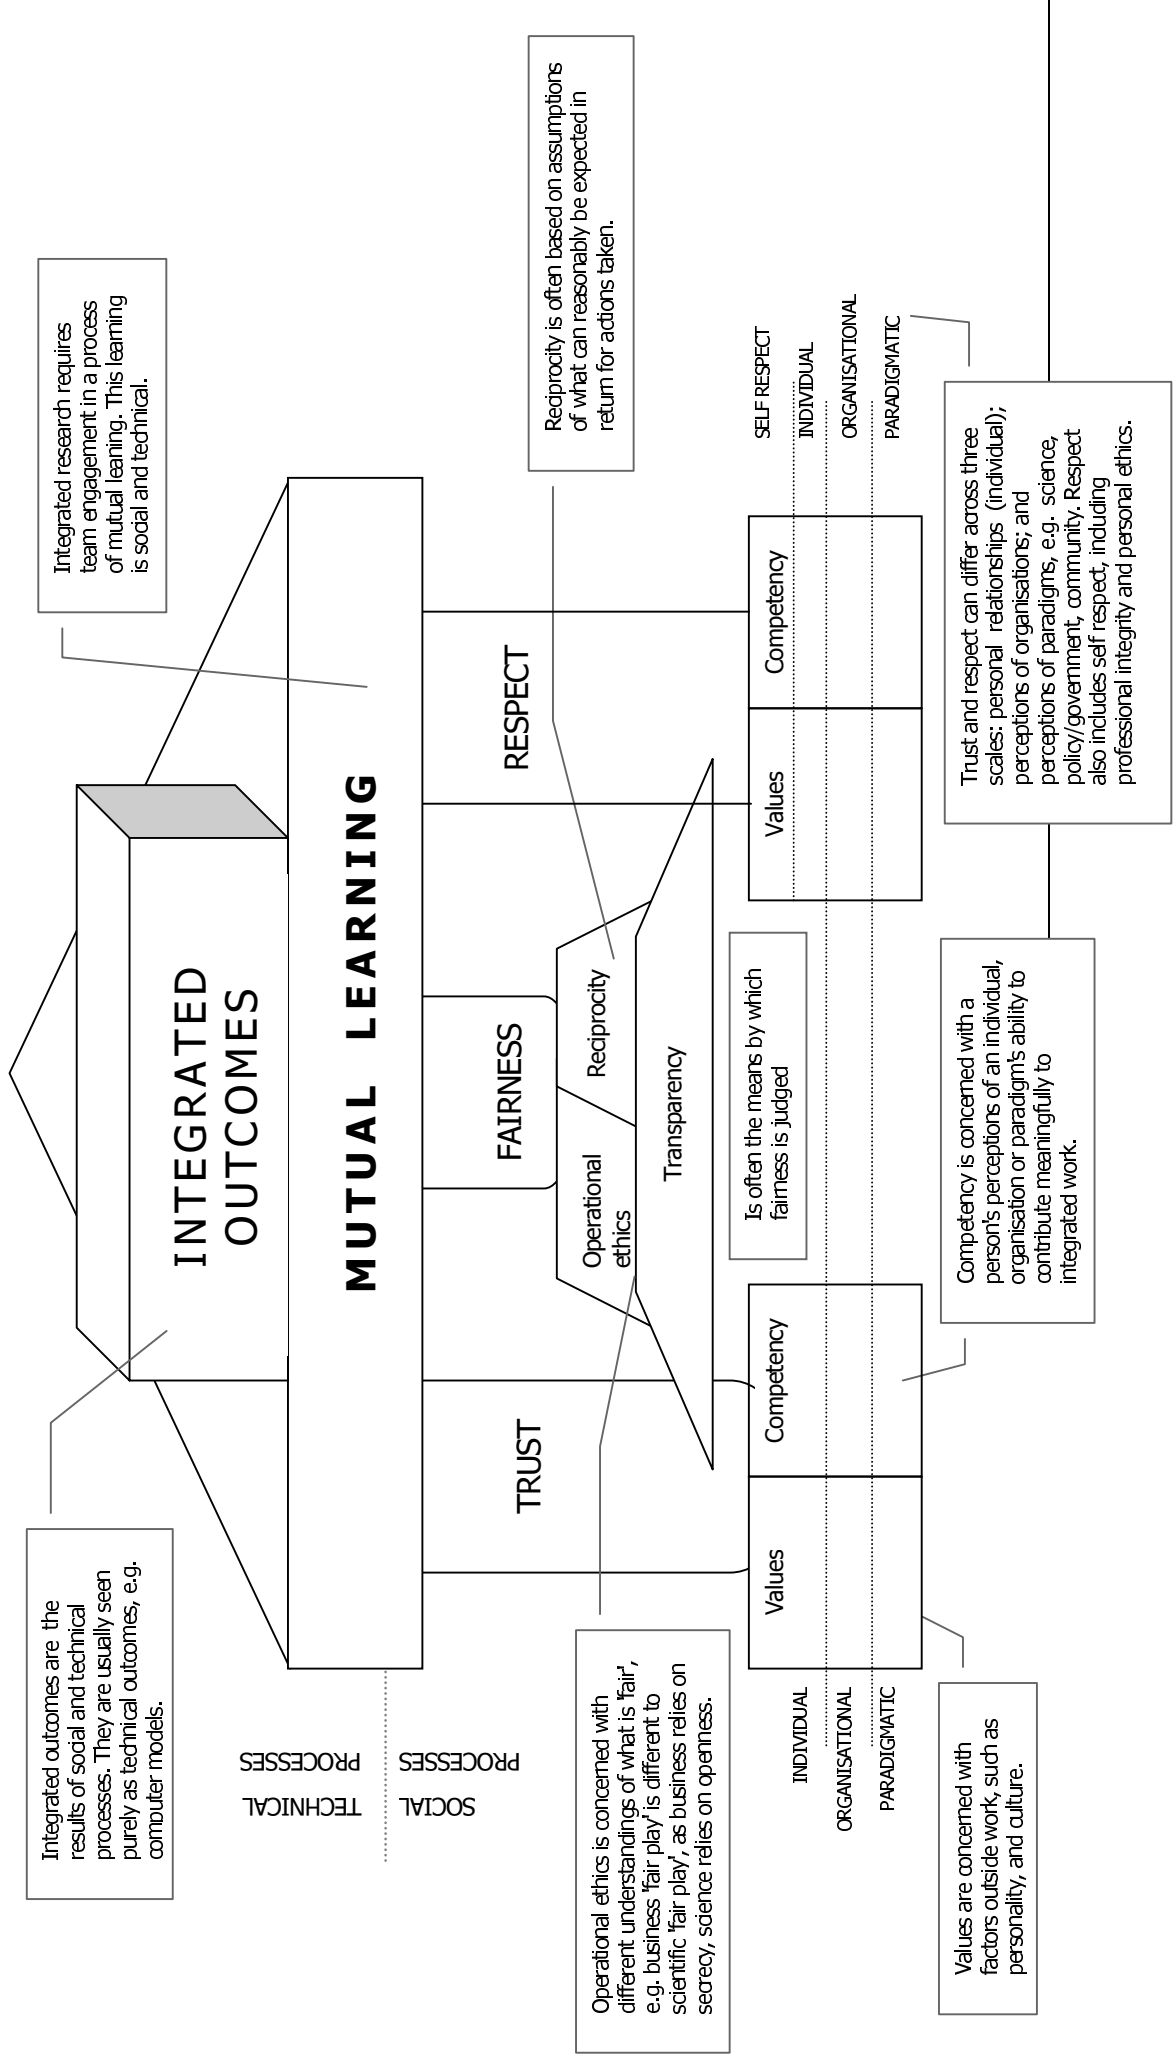 Integrated outcomes are the
results of social and technical
processes. They are usually seen
purely as technical outcomes, e.g.
computer models.
Integrated research requires
team engagement in a process
of mutual leaning. This learning
is social and technical.
INTEGRATED
OUTCOMES
TECHNICAL
PROCESSES
SOCIAL
PROCESSES
MUTUAL LEARNING
TRUST
FAIRNESS
RESPECT
Reciprocity is often based on assumptions
of what can reasonably be expected in
return for actions taken.
Operational ethics is concerned with
different understandings of what is 'fair',
e.g. business 'fair play' is different to
scientific 'fair play', as business relies on
secrecy, science relies on openness.
Operational
ethics
Reciprocity
Transparency
Is often the means by which
fairness is judged
Values
Competency
Values
Competency
INDIVIDUAL
ORGANISATIONAL
PARADIGMATIC
SELF RESPECT
INDIVIDUAL
ORGANISATIONAL
PARADIGMATIC
Values are concerned with
factors outside work, such as
personality, and culture.
Competency is concerned with a
person's perceptions of an individual,
organisation or paradigm's ability to
contribute meaningfully to
integrated work.
Trust and respect can differ across three
scales: personal relationships (individual);
perceptions of organisations; and
perceptions of paradigms, e.g. science,
policy/government, community. Respect
also includes self respect, including
professional integrity and personal ethics.